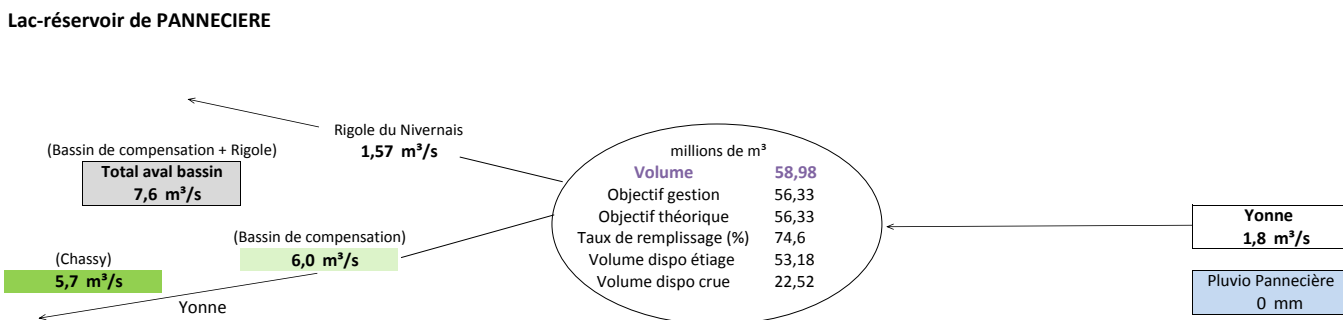 Lac-réservoir de PANNECIERE
Rigole du Nivernais
1,57 m³/s
(Bassin de compensation + Rigole)
Total aval bassin
7,6 m³/s
millions de m³
Volume 58,98
Objectif gestion 56,33
Objectif théorique 56,33
Taux de remplissage (%) 74,6
Volume dispo étiage 53,18
Volume dispo crue 22,52
Yonne
1,8 m³/s
(Bassin de compensation)
6,0 m³/s
(Chassy)
5,7 m³/s
Yonne
Pluvio Pannecière
0 mm